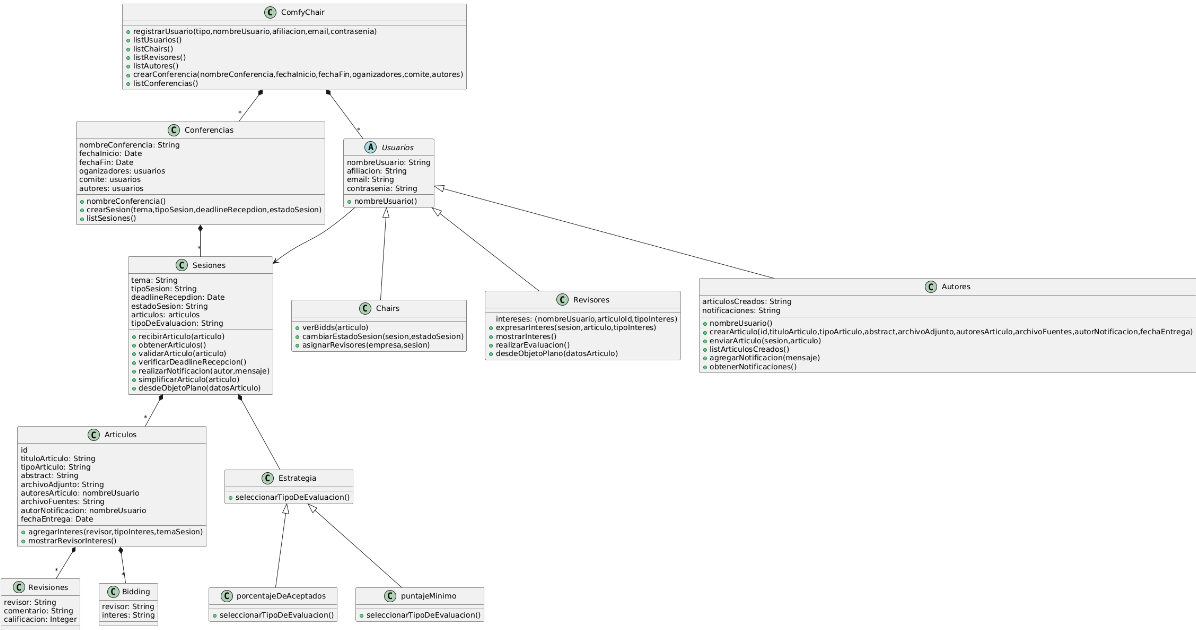 C ComfyChair
registrarUsuario(tipo,nombreUsuario,afiliacion,email,contrasenia)
listUsuarios()
listChairs()
listRevisores()
listAutores()
crearConferencia(nombreConferencia,fechaInicio,fechaFin,oganizadores,comite,autores)
listConferencias()
*
*
C Conferencias
nombreConferencia: String
fechaInicio: Date
fechaFin: Date
oganizadores: usuarios
comite: usuarios
autores: usuarios
nombreConferencia()
crearSesion(tema,tipoSesion,deadlineRecepdion,estadoSesion)
listSesiones()
A Usuarios
nombreUsuario: String
afiliacion: String
email: String
contrasenia: String
nombreUsuario()
*
C Sesiones
tema: String
tipoSesion: String
deadlineRecepdion: Date
estadoSesion: String
articulos: articulos
tipoDeEvaluacion: String
recibirArticulo(articulo)
obtenerArticulos()
validarArticulo(articulo)
verificarDeadlineRecepcion()
realizarNotificacion(autor,mensaje)
simplificarArticulo(articulo)
desdeObjetoPlano(datosArticulo)
C Chairs
verBidds(articulo)
cambiarEstadoSesion(sesion,estadoSesion)
asignarRevisores(empresa,sesion)
C Revisores
intereses: (nombreUsuario,articuloId,tipoInteres)
expresarInteres(sesion,articulo,tipoInteres)
mostrarInteres()
realizarEvaluacion()
desdeObjetoPlano(datosArticulo)
C Autores
articulosCreados: String
notificaciones: String
nombreUsuario()
crearArticulo(id,tituloArticulo,tipoArticulo,abstract,archivoAdjunto,autoresArticulo,archivoFuentes,autorNotificacion,fechaEntrega)
enviarArticulo(sesion,articulo)
listArticulosCreados()
agregarNotificacion(mensaje)
obtenerNotificaciones()
*
C Articulos
id
tituloArticulo: String
tipoArticulo: String
abstract: String
archivoAdjunto: String
autoresArticulo: nombreUsuario
archivoFuentes: String
autorNotificacion: nombreUsuario
fechaEntrega: Date
agregarInteres(revisor,tipoInteres,temaSesion)
mostrarRevisorInteres()
C Estrategia
seleccionarTipoDeEvaluacion()
*
*
C Revisiones
revisor: String
comentario: String
calificacion: Integer
C Bidding
revisor: String
interes: String
C porcentajeDeAceptados
seleccionarTipoDeEvaluacion()
C puntajeMinimo
seleccionarTipoDeEvaluacion()